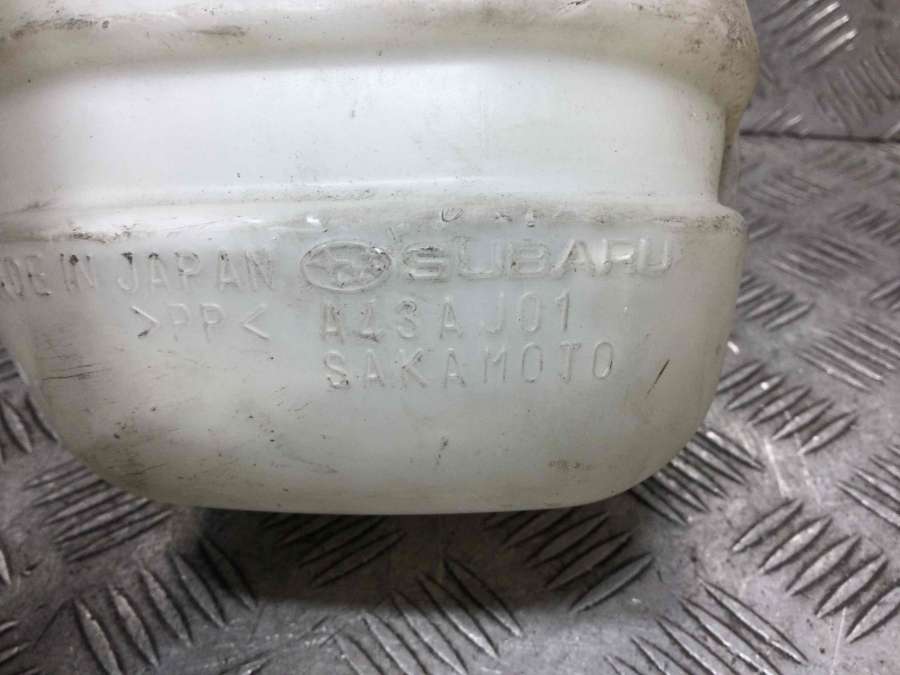 MADE IN JAPAN SUBARU
>PP< A43AJ01
SAKAMOTO